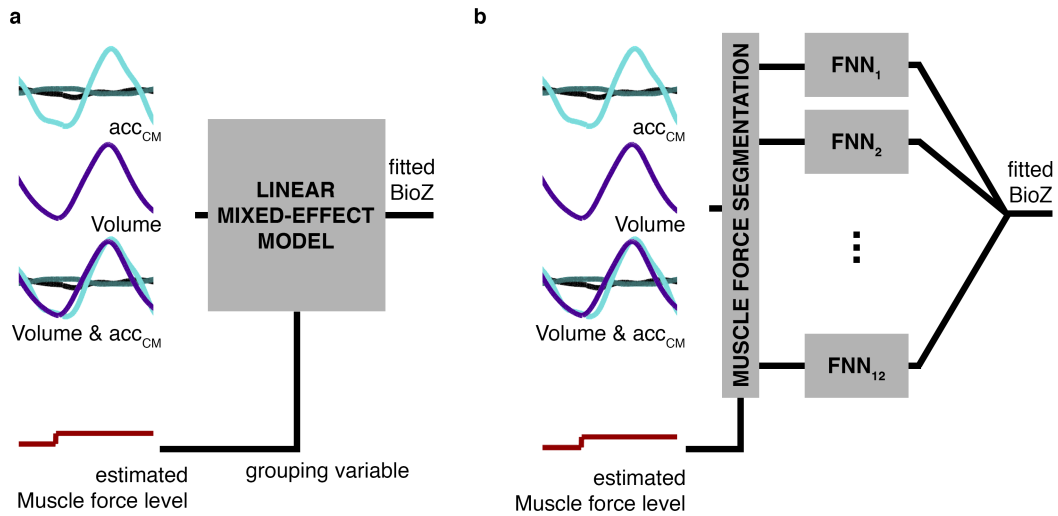 a
acc_CM
Volume
Volume & acc_CM
LINEAR
MIXED-EFFECT
MODEL
fitted
BioZ
estimated
Muscle force level
grouping variable
b
acc_CM
Volume
Volume & acc_CM
MUSCLE FORCE SEGMENTATION
FNN_1
FNN_2
FNN_12
fitted
BioZ
estimated
Muscle force level